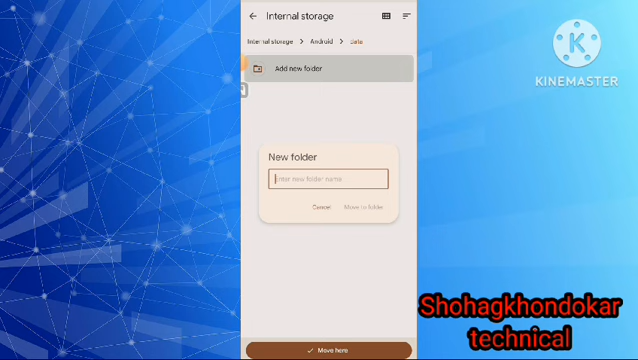 Internal storage
Internal storage > Android > data
Add new folder
New folder
Enter new folder name
Cancel
Move to folder
Move here
K
KINEMASTER
Shohagkhondokar
technical